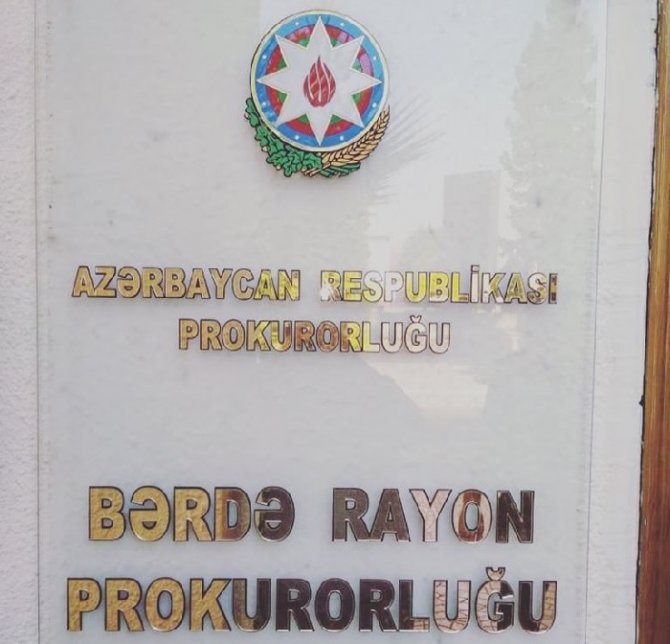 AZƏRBAYCAN RESPUBLİKASI
PROKURORLUĞU
BƏRDƏ RAYON
PROKURORLUĞU